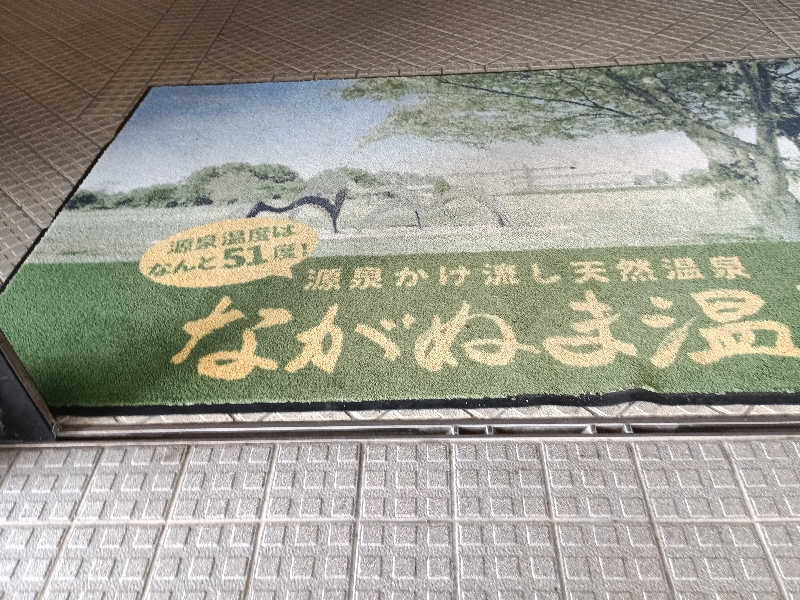 源泉温度は
なんと51度!
源泉かけ流し天然温泉
ながぬま温